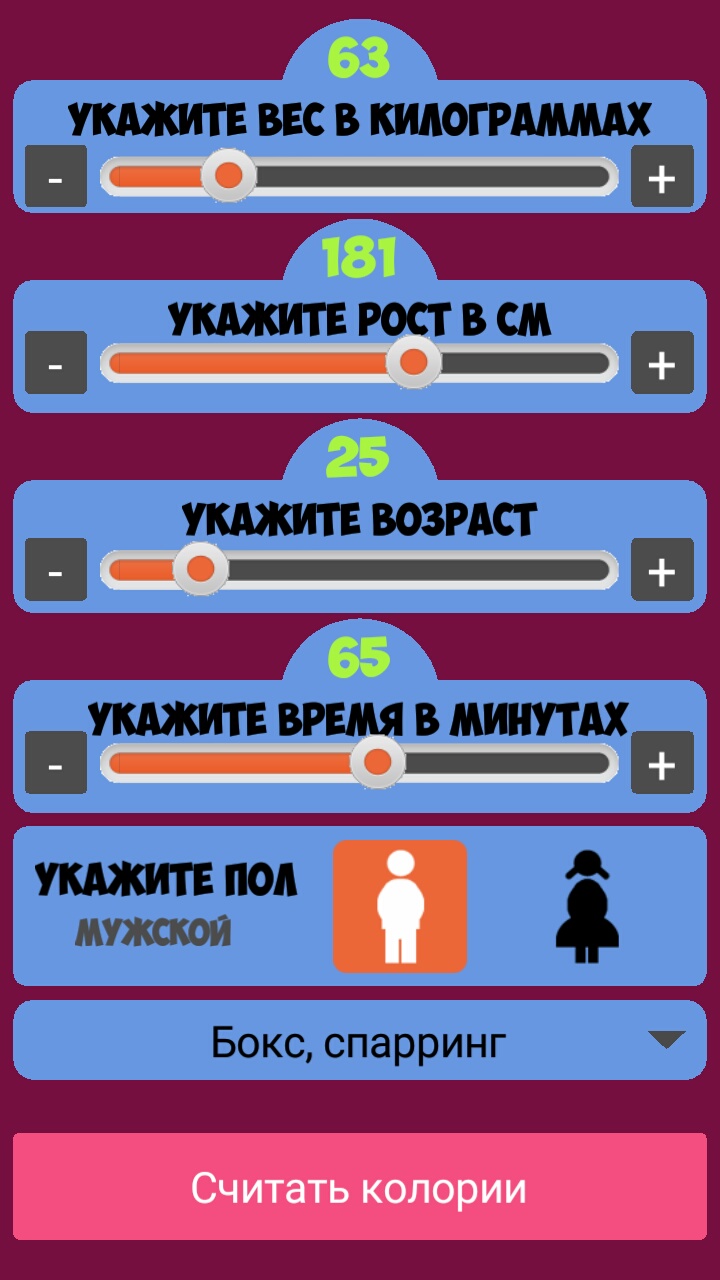 63
УКАЖИТЕ ВЕС В КИЛОГРАММАХ
- +
181
УКАЖИТЕ РОСТ В СМ
- +
25
УКАЖИТЕ ВОЗРАСТ
- +
65
УКАЖИТЕ ВРЕМЯ В МИНУТАХ
- +
УКАЖИТЕ ПОЛ
МУЖСКОЙ
Бокс, спарринг
Считать колории